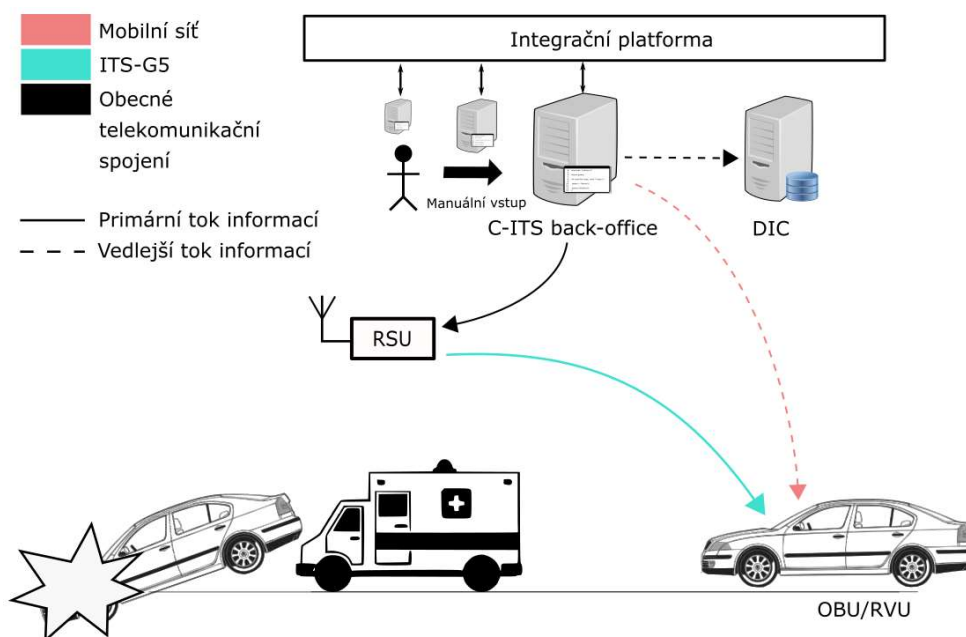 Mobilní síť
ITS-G5
Obecné
telekomunikační
spojení
Primární tok informací
Vedlejší tok informací
Integrační platforma
Manuální vstup
C-ITS back-office
DIC
RSU
OBU/RVU